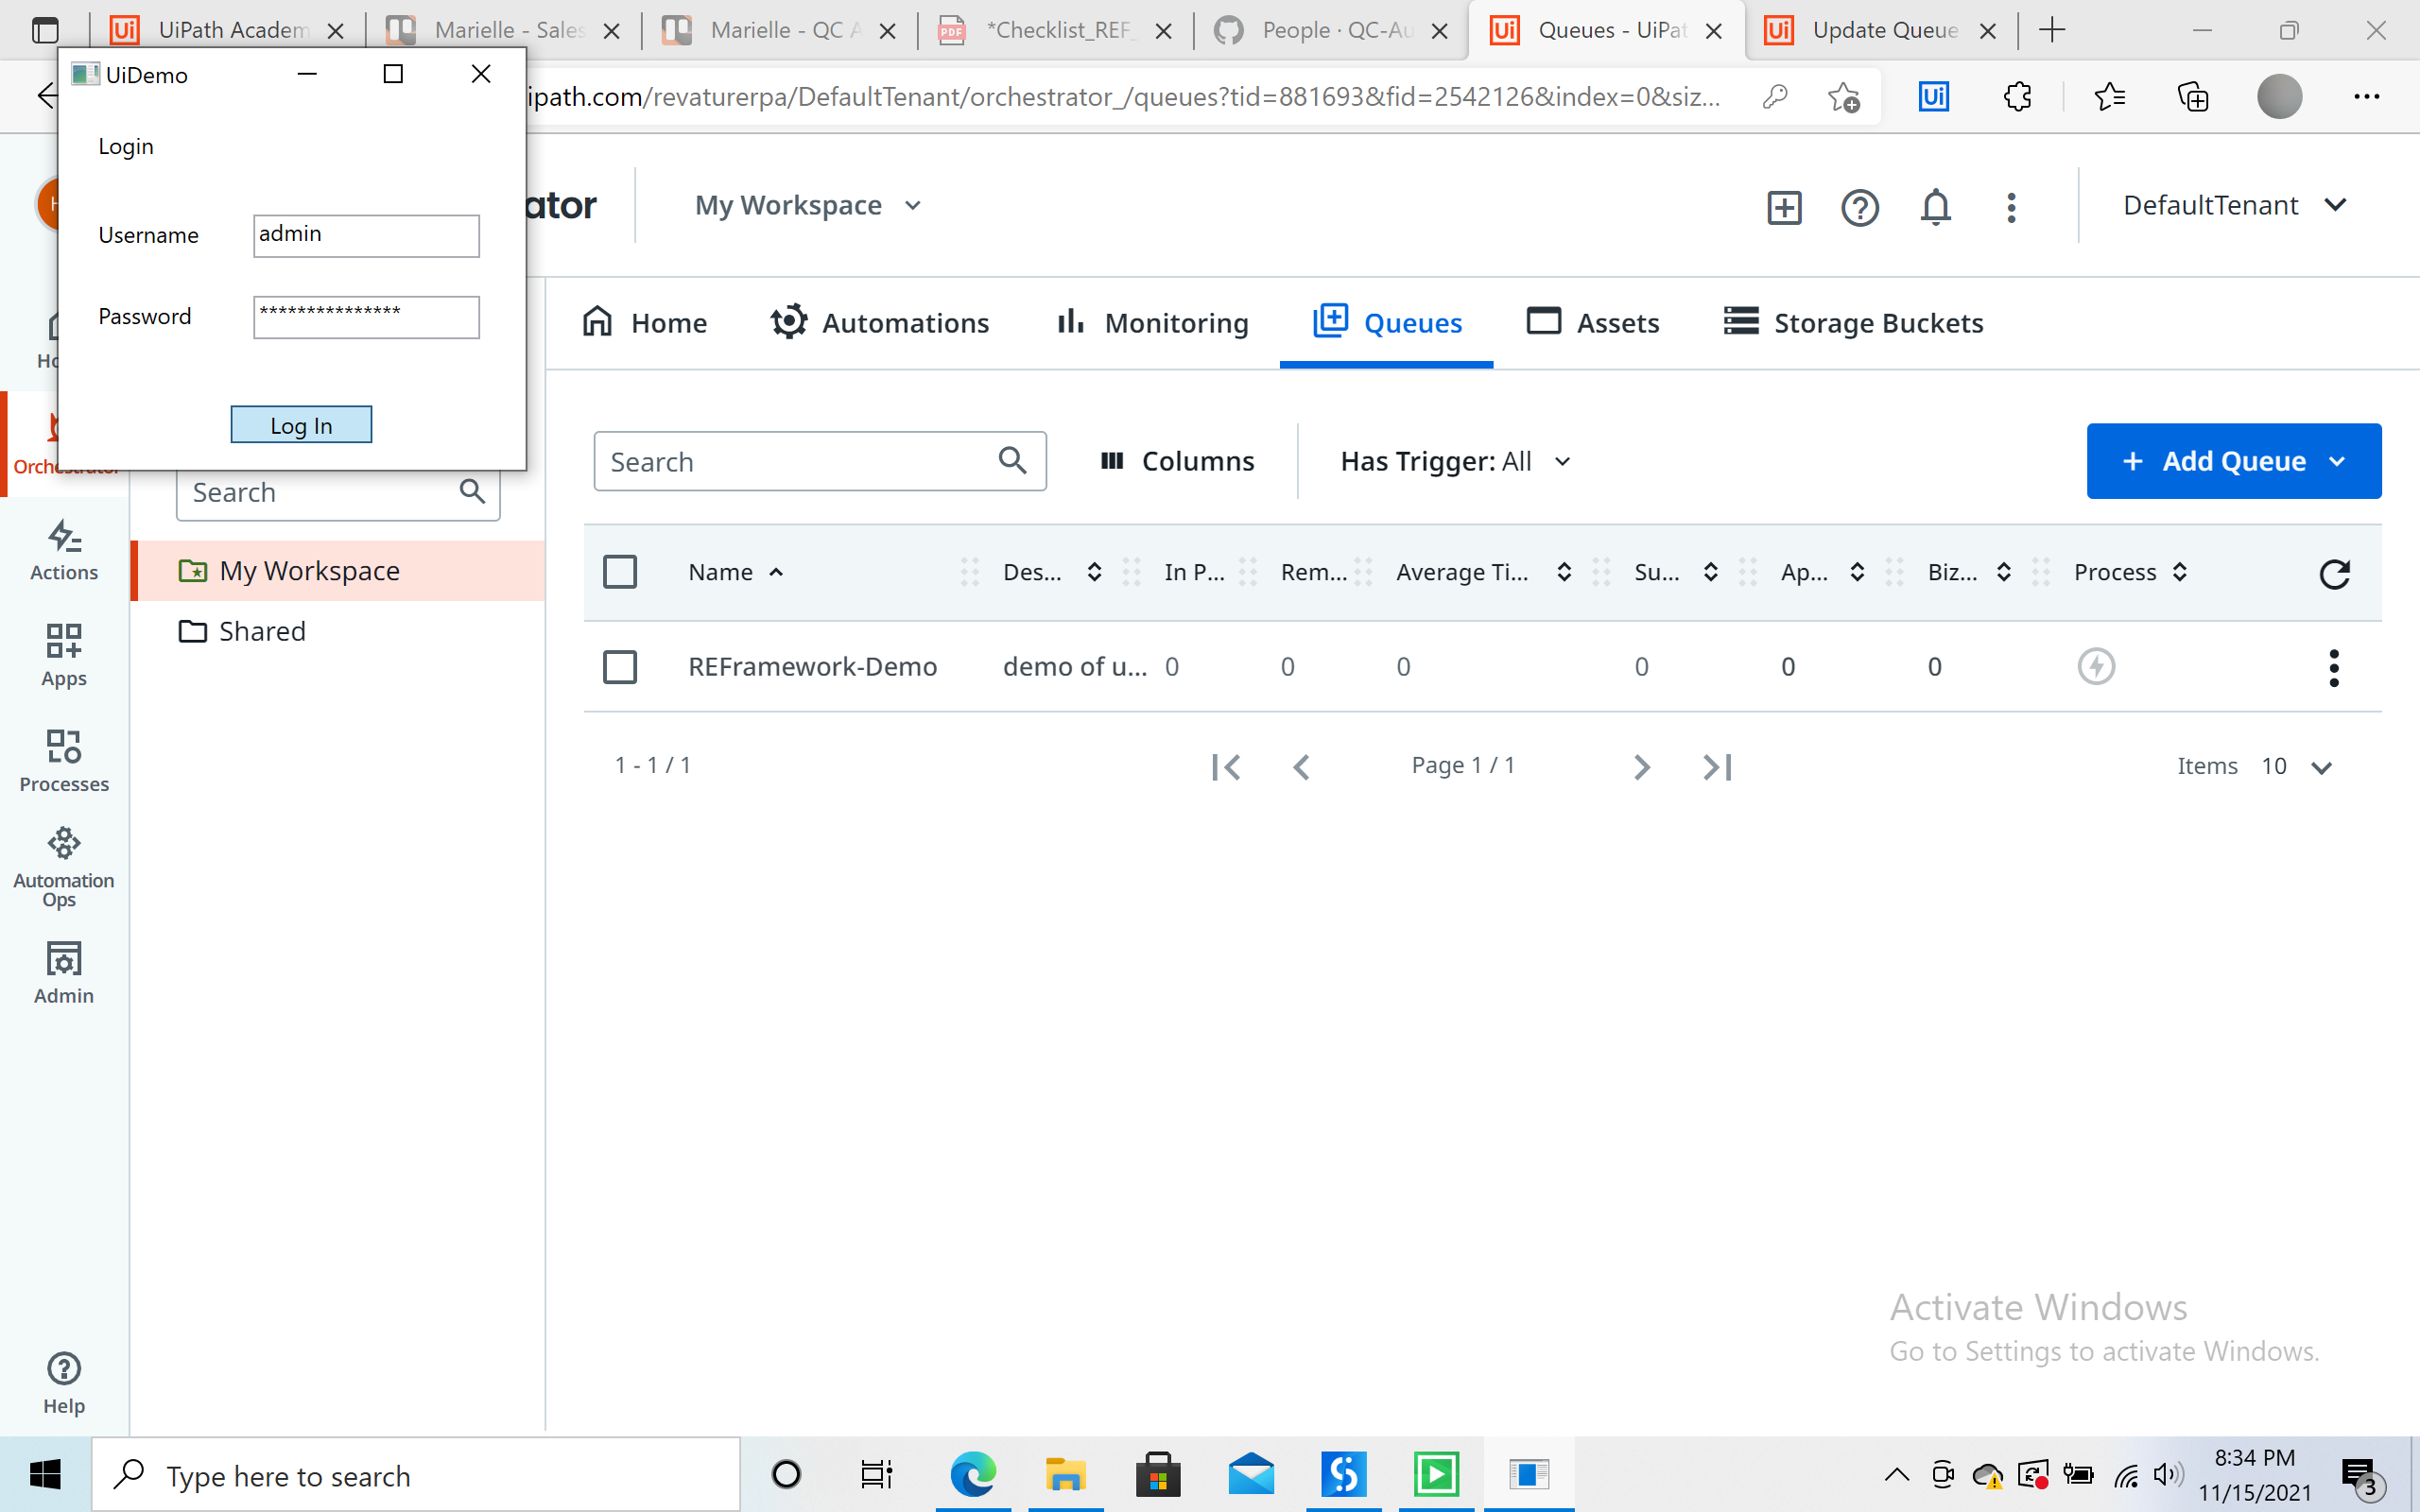 UiPath Academ
Marielle - Sales
Marielle - QC A
*Checklist_REF_
People · QC-Au
Queues - UiPat
Update Queue
UiDemo
ipath.com/revaturerpa/DefaultTenant/orchestrator_/queues?tid=881693&fid=2542126&index=0&siz...
Login
Username
admin
Password
***************
Log In
ator
My Workspace
DefaultTenant
Home
Automations
Monitoring
Queues
Assets
Storage Buckets
Search
Columns
Has Trigger: All
+ Add Queue
Orchestrator
Search
My Workspace
Shared
Actions
Apps
Processes
Automation
Ops
Admin
Help
Name
Des...
In P...
Rem...
Average Ti...
Su...
Ap...
Biz...
Process
REFramework-Demo
demo of u...
0
0
0
0
0
0
1 - 1 / 1
Page 1 / 1
Items 10
Activate Windows
Go to Settings to activate Windows.
Type here to search
8:34 PM
11/15/2021
3